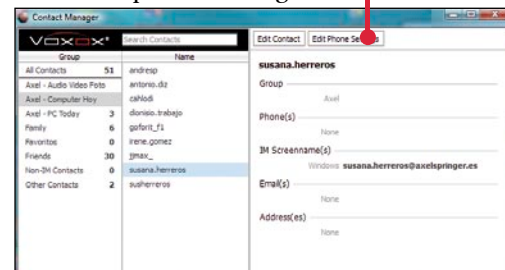 Contact Manager
VOXOX
Search Contacts
Edit Contact
Group
Name
All Contacts 51
Axel - Audio Video Foto
Axel - Computer Hoy
Axel - PC Today 3
Family 6
Favoritos 0
Friends 30
Non-IM Contacts 0
Other Contacts 2
andresp
antonio.diz
cahlodi
dionisio.trabajo
goforit_f1
irene.gomez
jjmax_
susana.herreros
susherreros
Edit Phone
susana.herreros
Group
Axel
Phone(s)
None
IM Screenname(s)
Windows susana.herreros@axelspringer.es
Email(s)
None
Address(es)
None